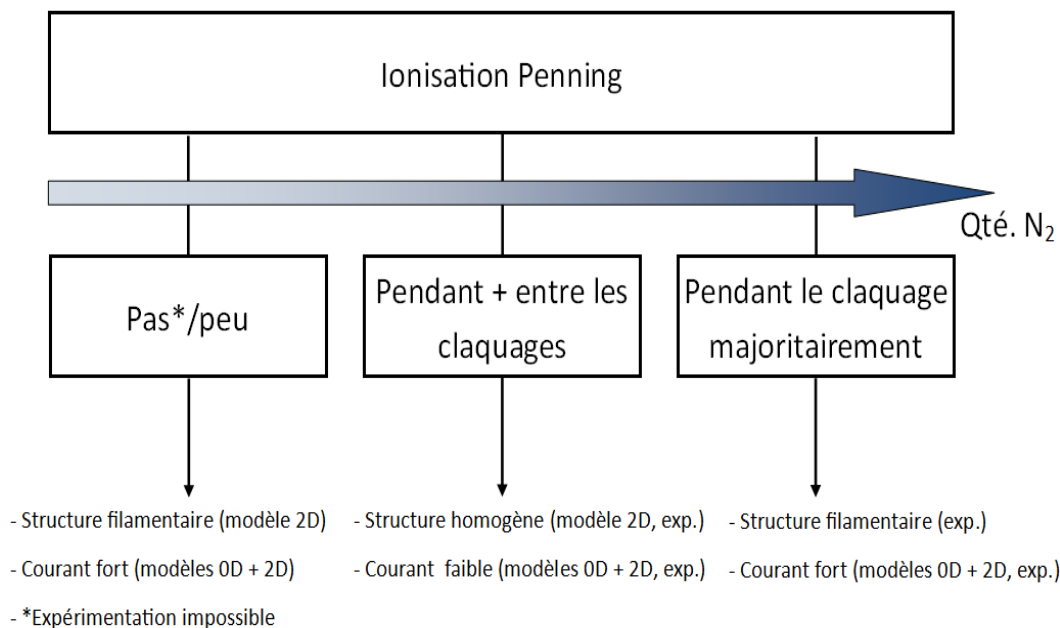 Ionisation Penning
Qté. N₂
Pas*/peu
Pendant + entre les
claquages
Pendant le claquage
majoritairement
- Structure filamentaire (modèle 2D)
- Courant fort (modèles 0D + 2D)
- *Expérimentation impossible
- Structure homogène (modèle 2D, exp.)
- Courant faible (modèles 0D + 2D, exp.)
- Structure filamentaire (exp.)
- Courant fort (modèles 0D + 2D, exp.)